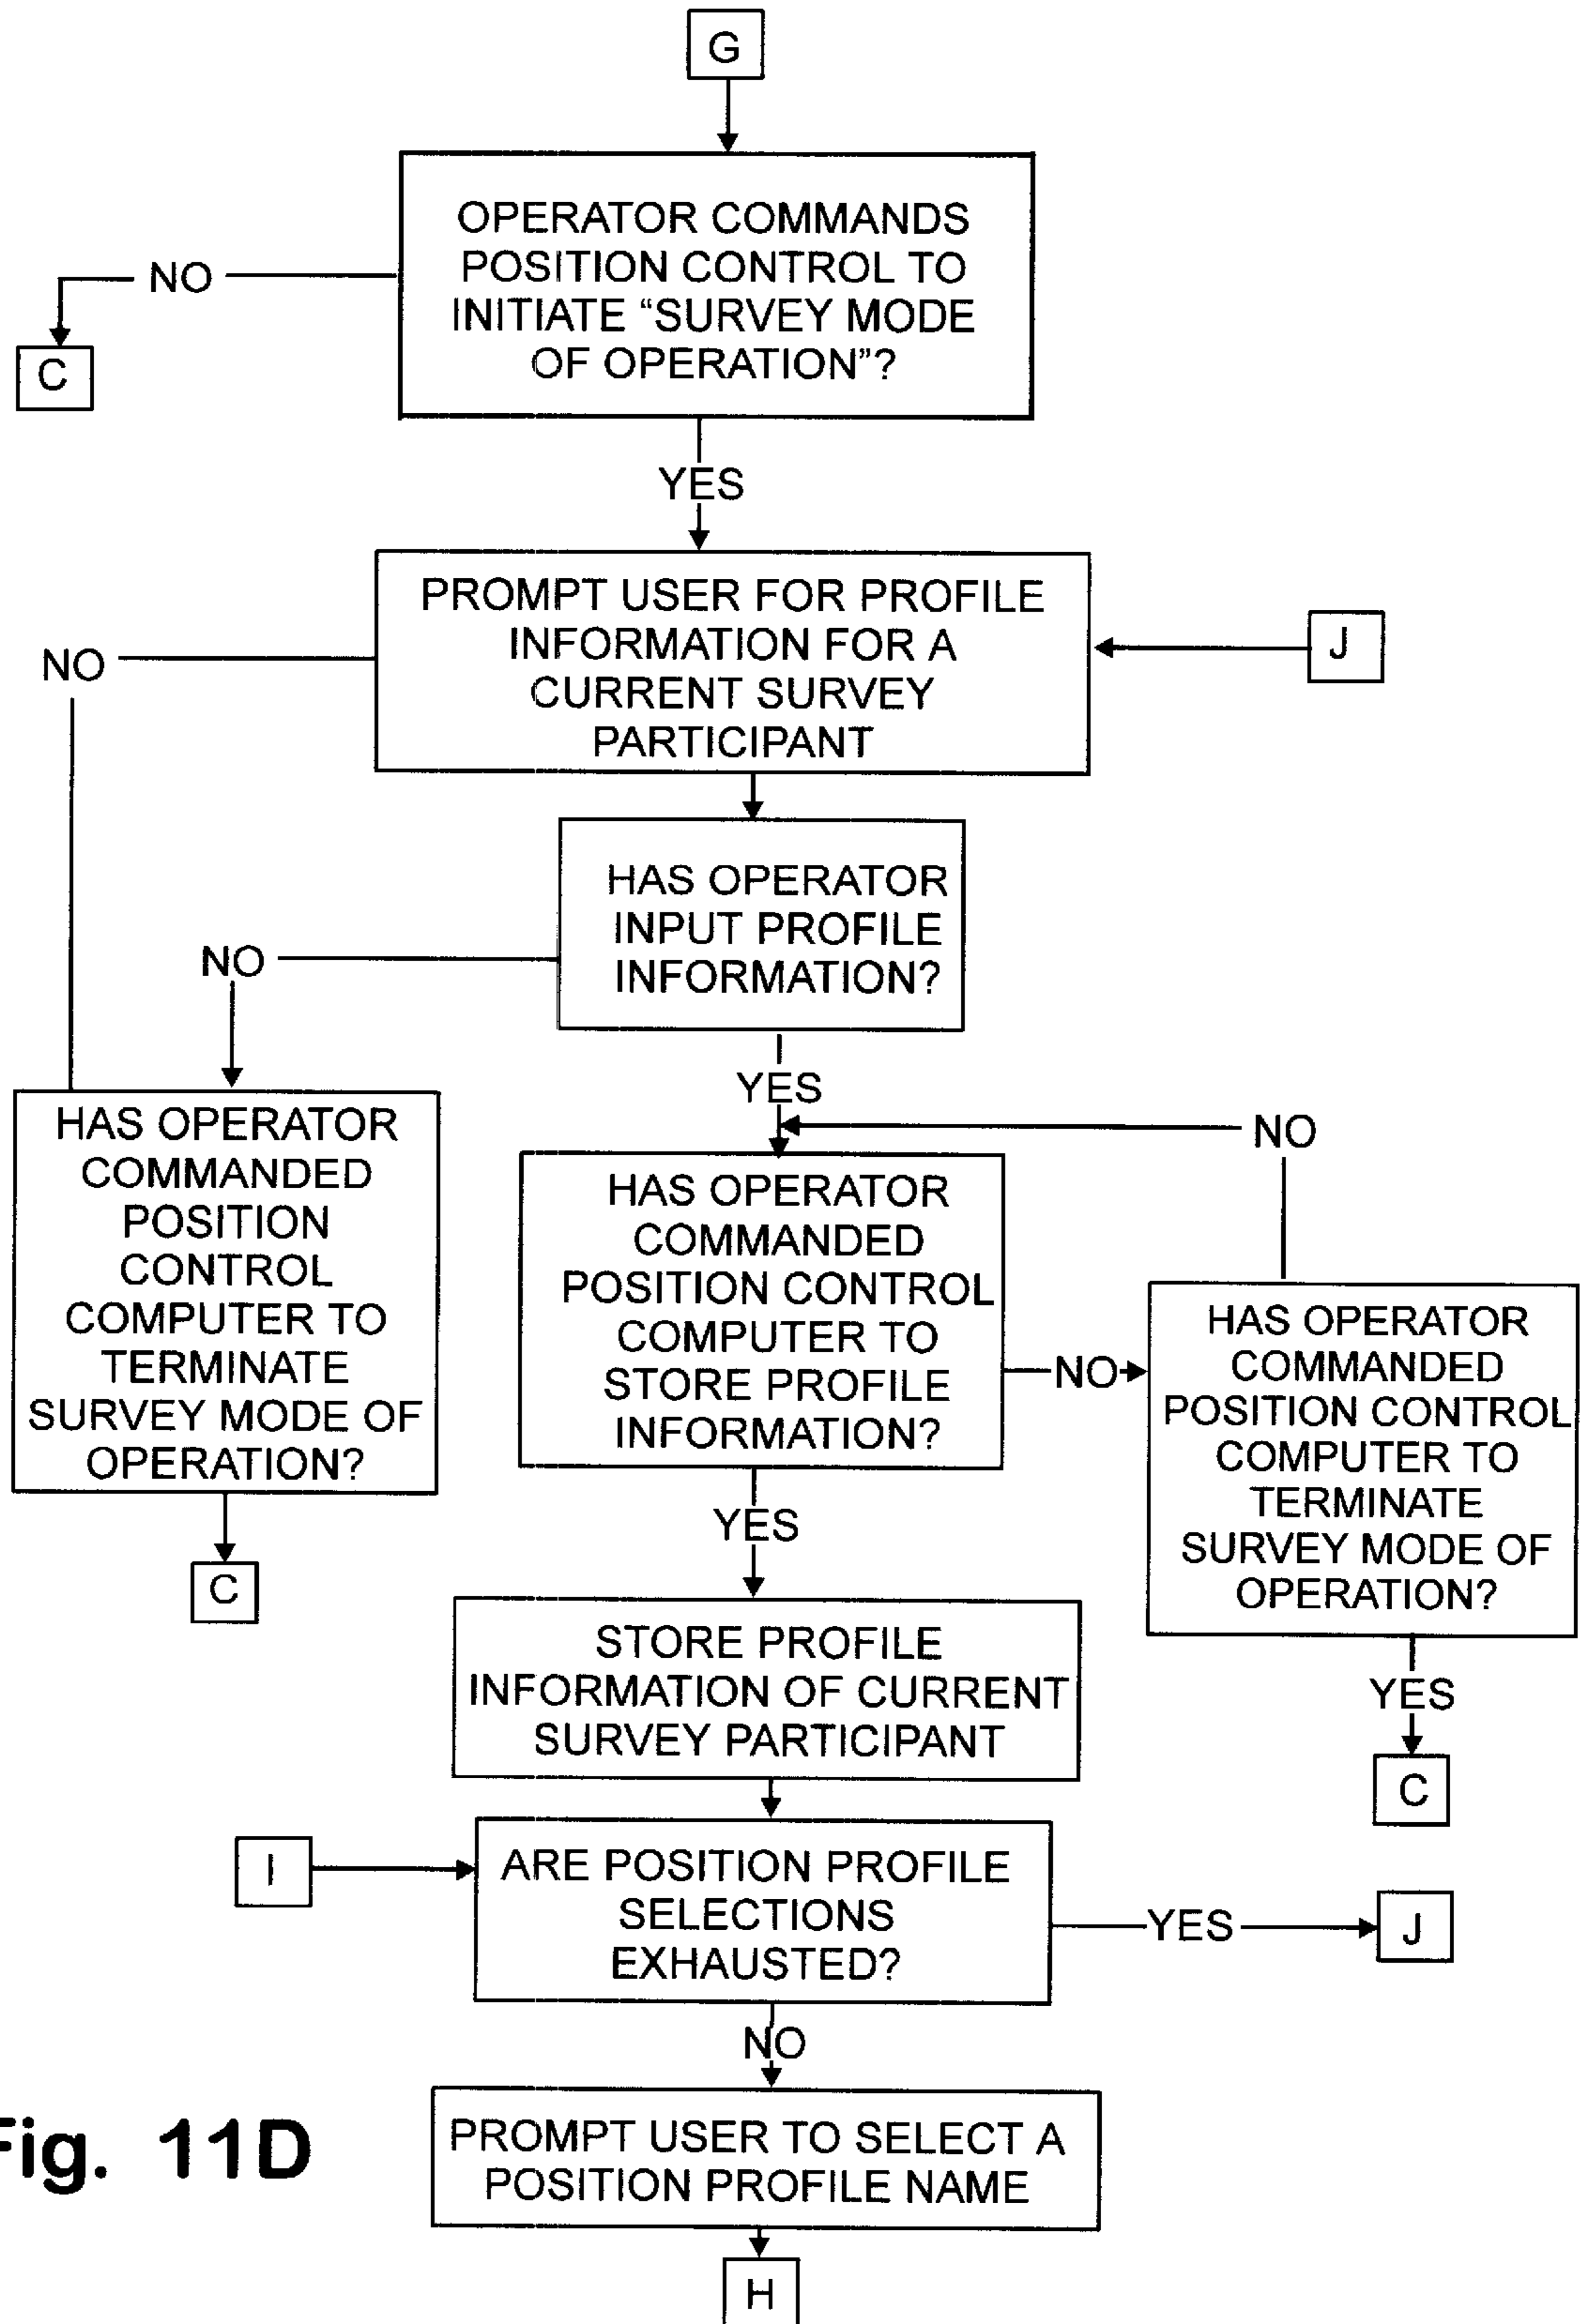 G
OPERATOR COMMANDS
POSITION CONTROL TO
INITIATE “SURVEY MODE
OF OPERATION”?
NO
C
YES
PROMPT USER FOR PROFILE
INFORMATION FOR A
CURRENT SURVEY
PARTICIPANT
J
NO
HAS OPERATOR
INPUT PROFILE
INFORMATION?
NO
YES
NO
HAS OPERATOR
COMMANDED
POSITION
CONTROL
COMPUTER TO
TERMINATE
SURVEY MODE OF
OPERATION?
C
HAS OPERATOR
COMMANDED
POSITION CONTROL
COMPUTER TO
STORE PROFILE
INFORMATION?
NO
HAS OPERATOR
COMMANDED
POSITION CONTROL
COMPUTER TO
TERMINATE
SURVEY MODE OF
OPERATION?
YES
C
YES
STORE PROFILE
INFORMATION OF CURRENT
SURVEY PARTICIPANT
I
ARE POSITION PROFILE
SELECTIONS
EXHAUSTED?
YES
J
NO
PROMPT USER TO SELECT A
POSITION PROFILE NAME
H
Fig. 11D